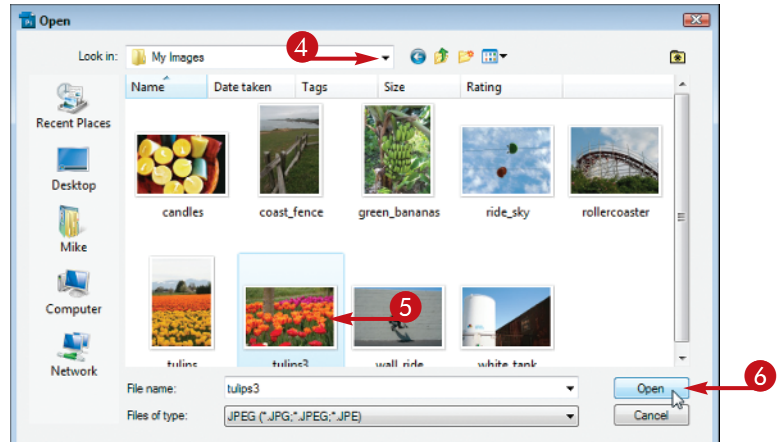 Ps Open
Look in: My Images 4
Name Date taken Tags Size Rating
Recent Places
Desktop
Mike
Computer
Network
candles coast_fence green_bananas ride_sky rollercoaster
5
tulips tulips3 wall_ride white_tank
File name: tulips3 Open 6
Files of type: JPEG (*.JPG;*.JPEG;*.JPE) Cancel